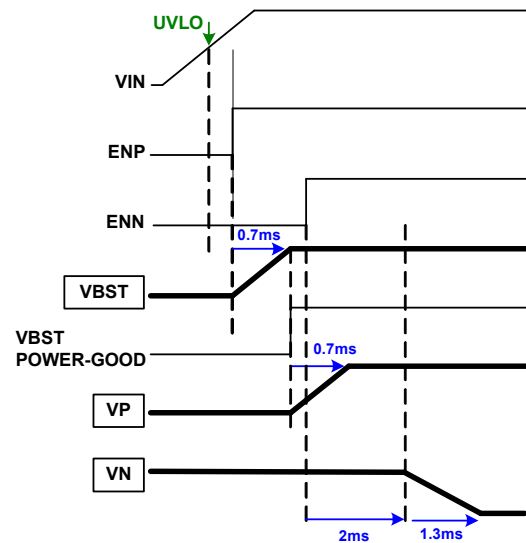 UVLO
VIN
ENP
ENN
0.7ms
VBST
VBST
POWER-GOOD
0.7ms
VP
VN
2ms
1.3ms